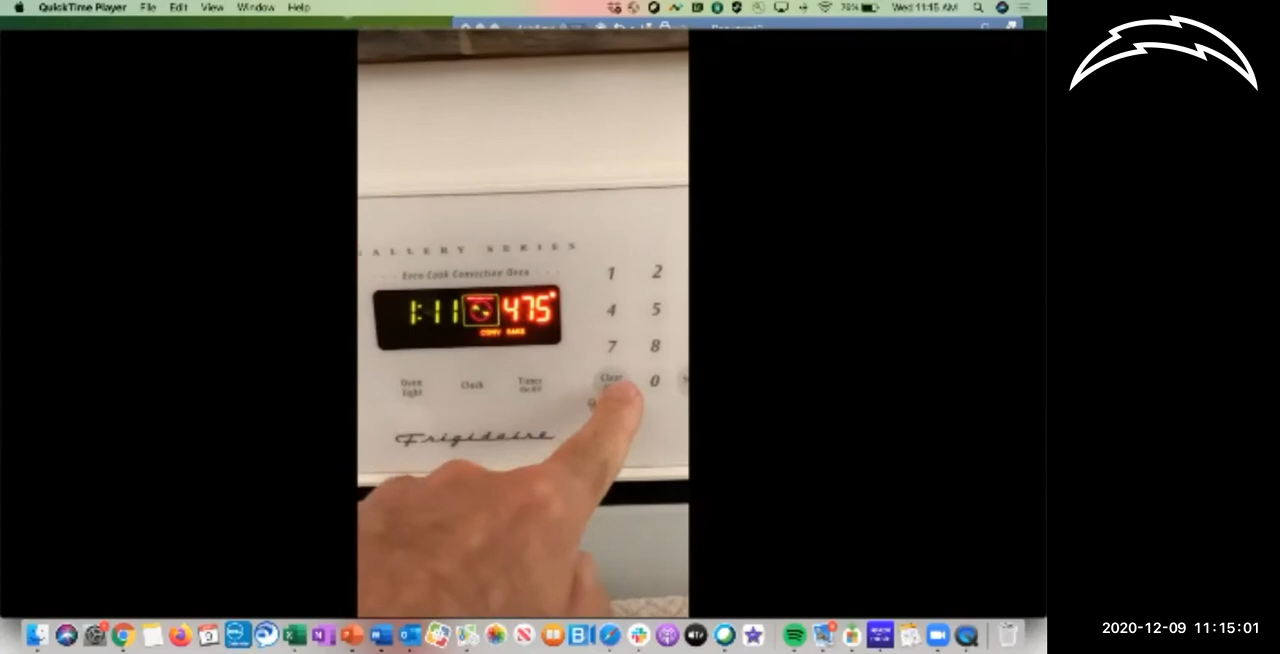 QuickTime Player File Edit View Window Help Wed 11:15 AM
GALLERY SERIES
Even Cook Convection Oven
1:11 475°
CONV BAKE
1 2
4 5
7 8
Clear 0
Oven Light
Clock
Timer On/Off
Frigidaire
2020-12-09 11:15:01